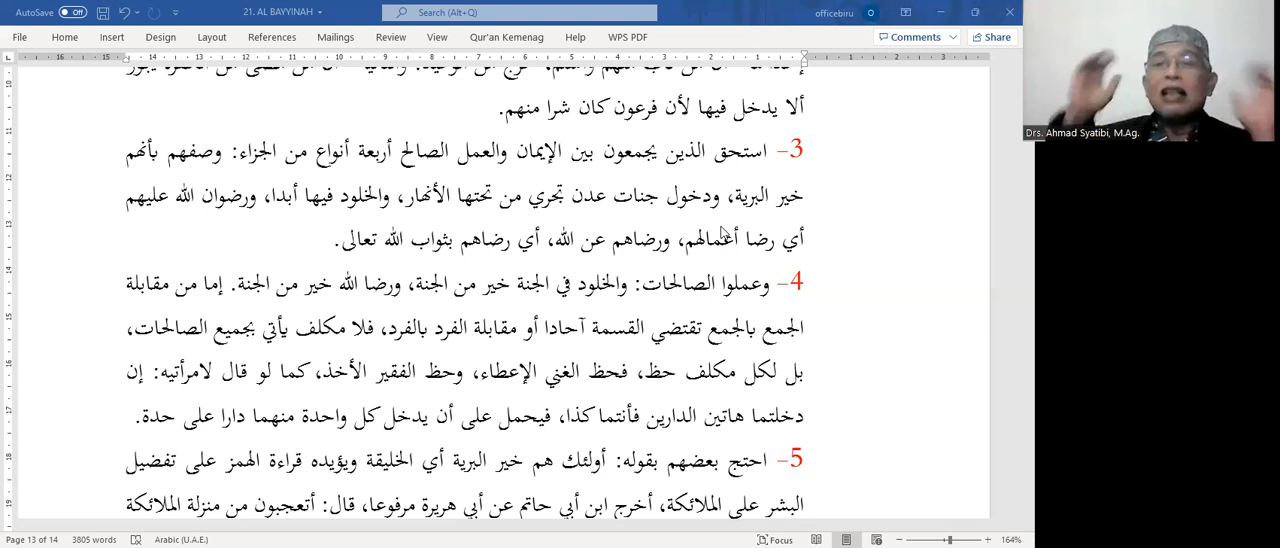 AutoSave Off 21. AL BAYYINAH Search (Alt+Q) officebiru O
File Home Insert Design Layout References Mailings Review View Qur'an Kemenag Help WPS PDF Comments Share
ألا يدخل فيها لأن فرعون كان شرا منهم.
3- استحق الذين يجمعون بين الإيمان والعمل الصالح أربعة أنواع من الجزاء: وصفهم بأنهم
خير البرية، ودخول جنات عدن تجري من تحتها الأنهار، والخلود فيها أبدا، ورضوان الله عليهم
أي رضا أعمالهم، ورضاهم عن الله، أي رضاهم بثواب الله تعالى.
4- وعملوا الصالحات: والخلود في الجنة خير من الجنة، ورضا الله خير من الجنة. إما من مقابلة
الجمع بالجمع تقتضي القسمة آحادا أو مقابلة الفرد بالفرد، فلا مكلف يأتي بجميع الصالحات،
بل لكل مكلف حظ، فحظ الغني الإعطاء، وحظ الفقير الأخذ، كما لو قال لامرأتيه: إن
دخلتما هاتين الدارين فأنتما كذا، فيحمل على أن يدخل كل واحدة منهما دارا على حدة.
5- احتج بعضهم بقوله: أولئك هم خير البرية أي الخليقة ويؤيده قراءة الهمز على تفضيل
البشر على الملائكة، أخرج ابن أبي حاتم عن أبي هريرة مرفوعا، قال: أتعجبون من منزلة الملائكة
Drs. Ahmad Syatibi, M.Ag.
Page 13 of 14 3805 words Arabic (U.A.E.) Focus 164%